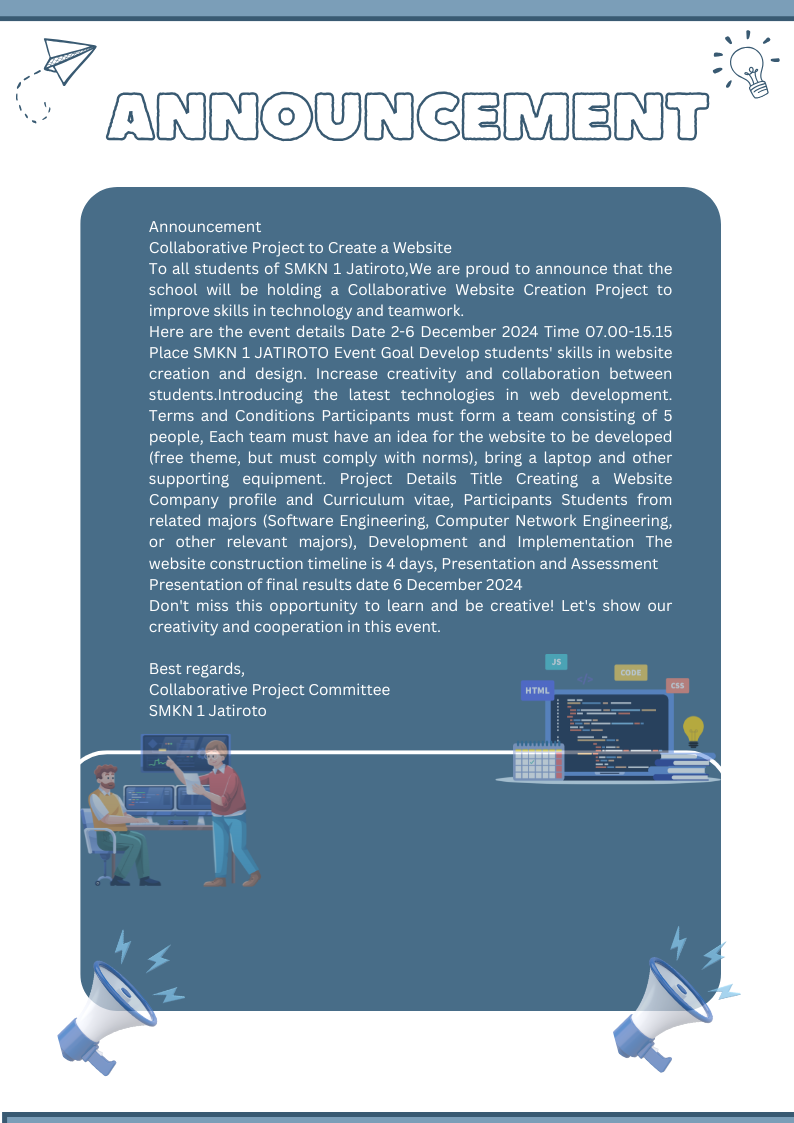 ANNOUNCEMENT
Announcement
Collaborative Project to Create a Website
To all students of SMKN 1 Jatiroto,We are proud to announce that the
school will be holding a Collaborative Website Creation Project to
improve skills in technology and teamwork.
Here are the event details Date 2-6 December 2024 Time 07.00-15.15
Place SMKN 1 JATIROTO Event Goal Develop students' skills in website
creation and design. Increase creativity and collaboration between
students.Introducing the latest technologies in web development.
Terms and Conditions Participants must form a team consisting of 5
people, Each team must have an idea for the website to be developed
(free theme, but must comply with norms), bring a laptop and other
supporting equipment. Project Details Title Creating a Website
Company profile and Curriculum vitae, Participants Students from
related majors (Software Engineering, Computer Network Engineering,
or other relevant majors), Development and Implementation The
website construction timeline is 4 days, Presentation and Assessment
Presentation of final results date 6 December 2024
Don't miss this opportunity to learn and be creative! Let's show our
creativity and cooperation in this event.
Best regards,
Collaborative Project Committee
SMKN 1 Jatiroto
JS
CODE
HTML
CSS